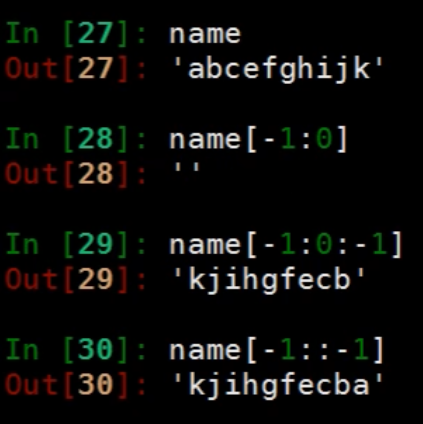 In [27]: name
Out[27]: 'abcefghijk'
In [28]: name[-1:0]
Out[28]: ''
In [29]: name[-1:0:-1]
Out[29]: 'kjihgfecb'
In [30]: name[-1::-1]
Out[30]: 'kjihgfecba'